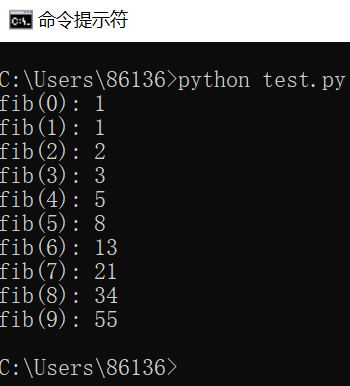 命令提示符
C:\Users\86136>python test.py
fib(0): 1
fib(1): 1
fib(2): 2
fib(3): 3
fib(4): 5
fib(5): 8
fib(6): 13
fib(7): 21
fib(8): 34
fib(9): 55
C:\Users\86136>